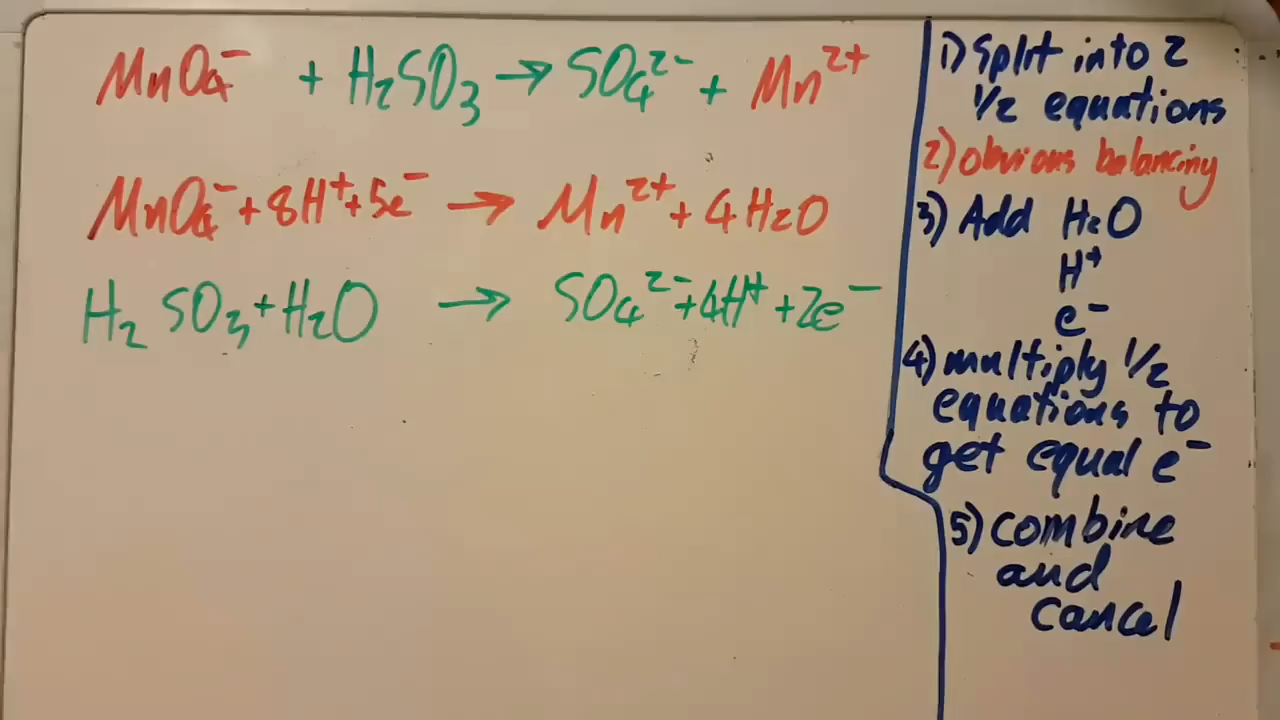 MnO₄⁻ + H₂SO₃ → SO₄²⁻ + Mn²⁺
MnO₄⁻ + 8H⁺ + 5e⁻ → Mn²⁺ + 4H₂O
H₂SO₃ + H₂O → SO₄²⁻ + 4H⁺ + 2e⁻
1) Split into 2
1/2 equations
2) obvious balancing
3) Add H₂O
H⁺
e⁻
4) multiply 1/2
equations to
get equal e⁻
5) combine
and
cancel